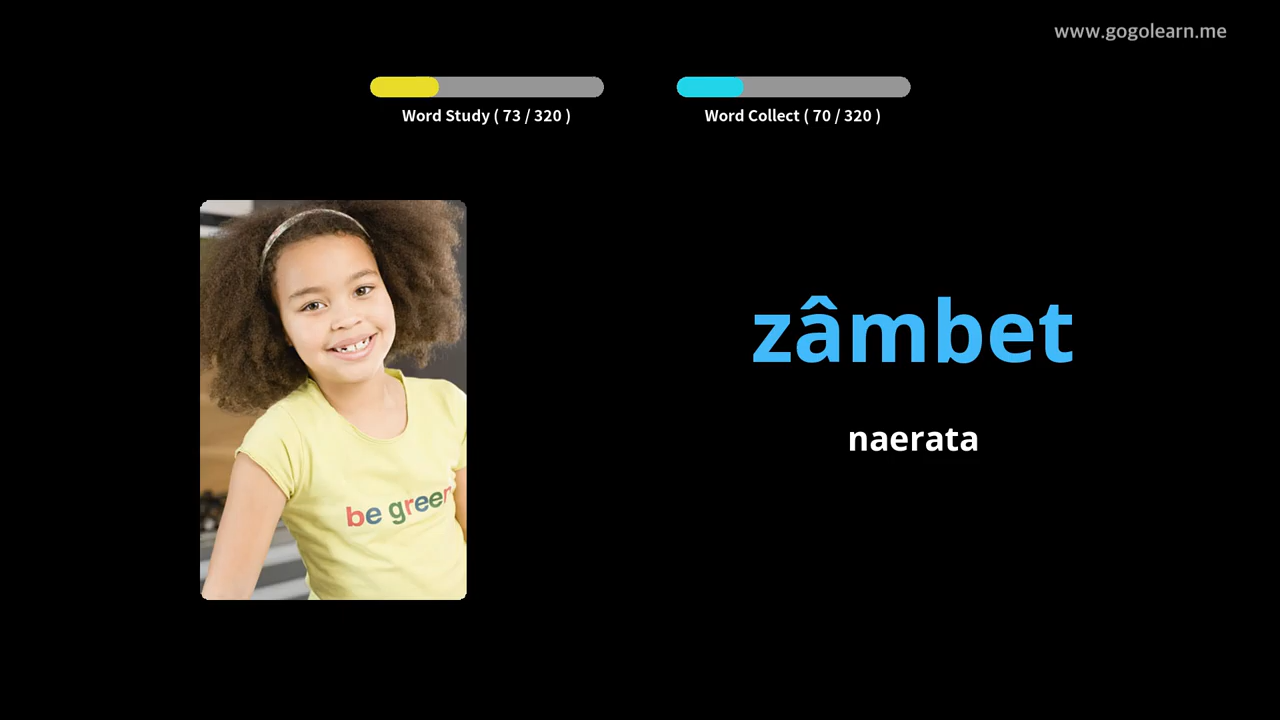 www.gogolearn.me
Word Study ( 73 / 320 )
Word Collect ( 70 / 320 )
zâmbet
naerata
be green